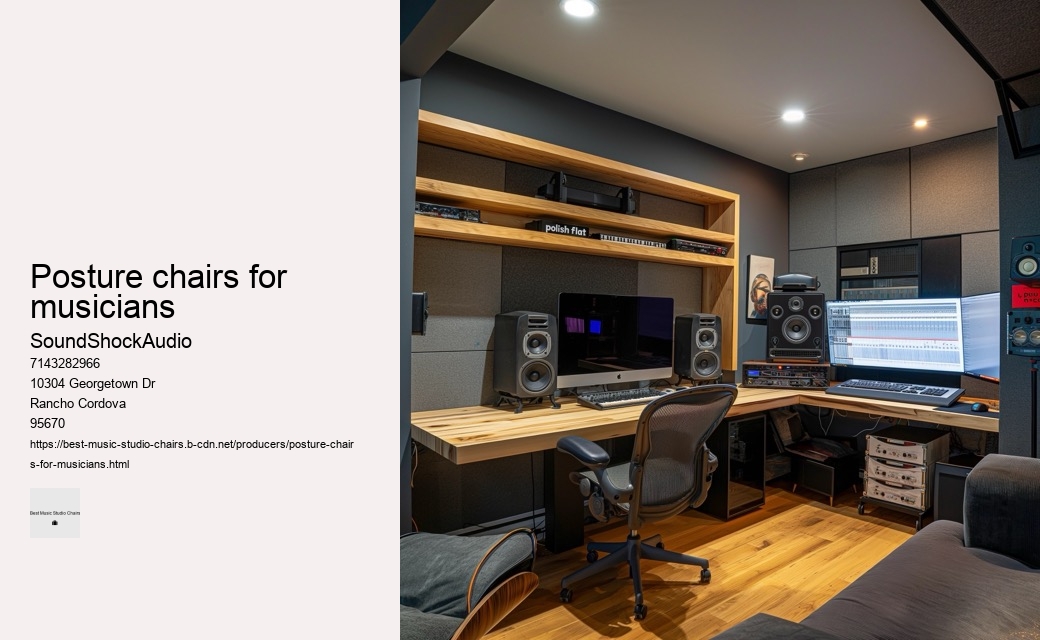 Posture chairs for
musicians
SoundShockAudio
7143282966
10304 Georgetown Dr
Rancho Cordova
95670
https://best-music-studio-chairs.b-cdn.net/producers/posture-chair
s-for-musicians.html
Best Music Studio Chairs
polish flat